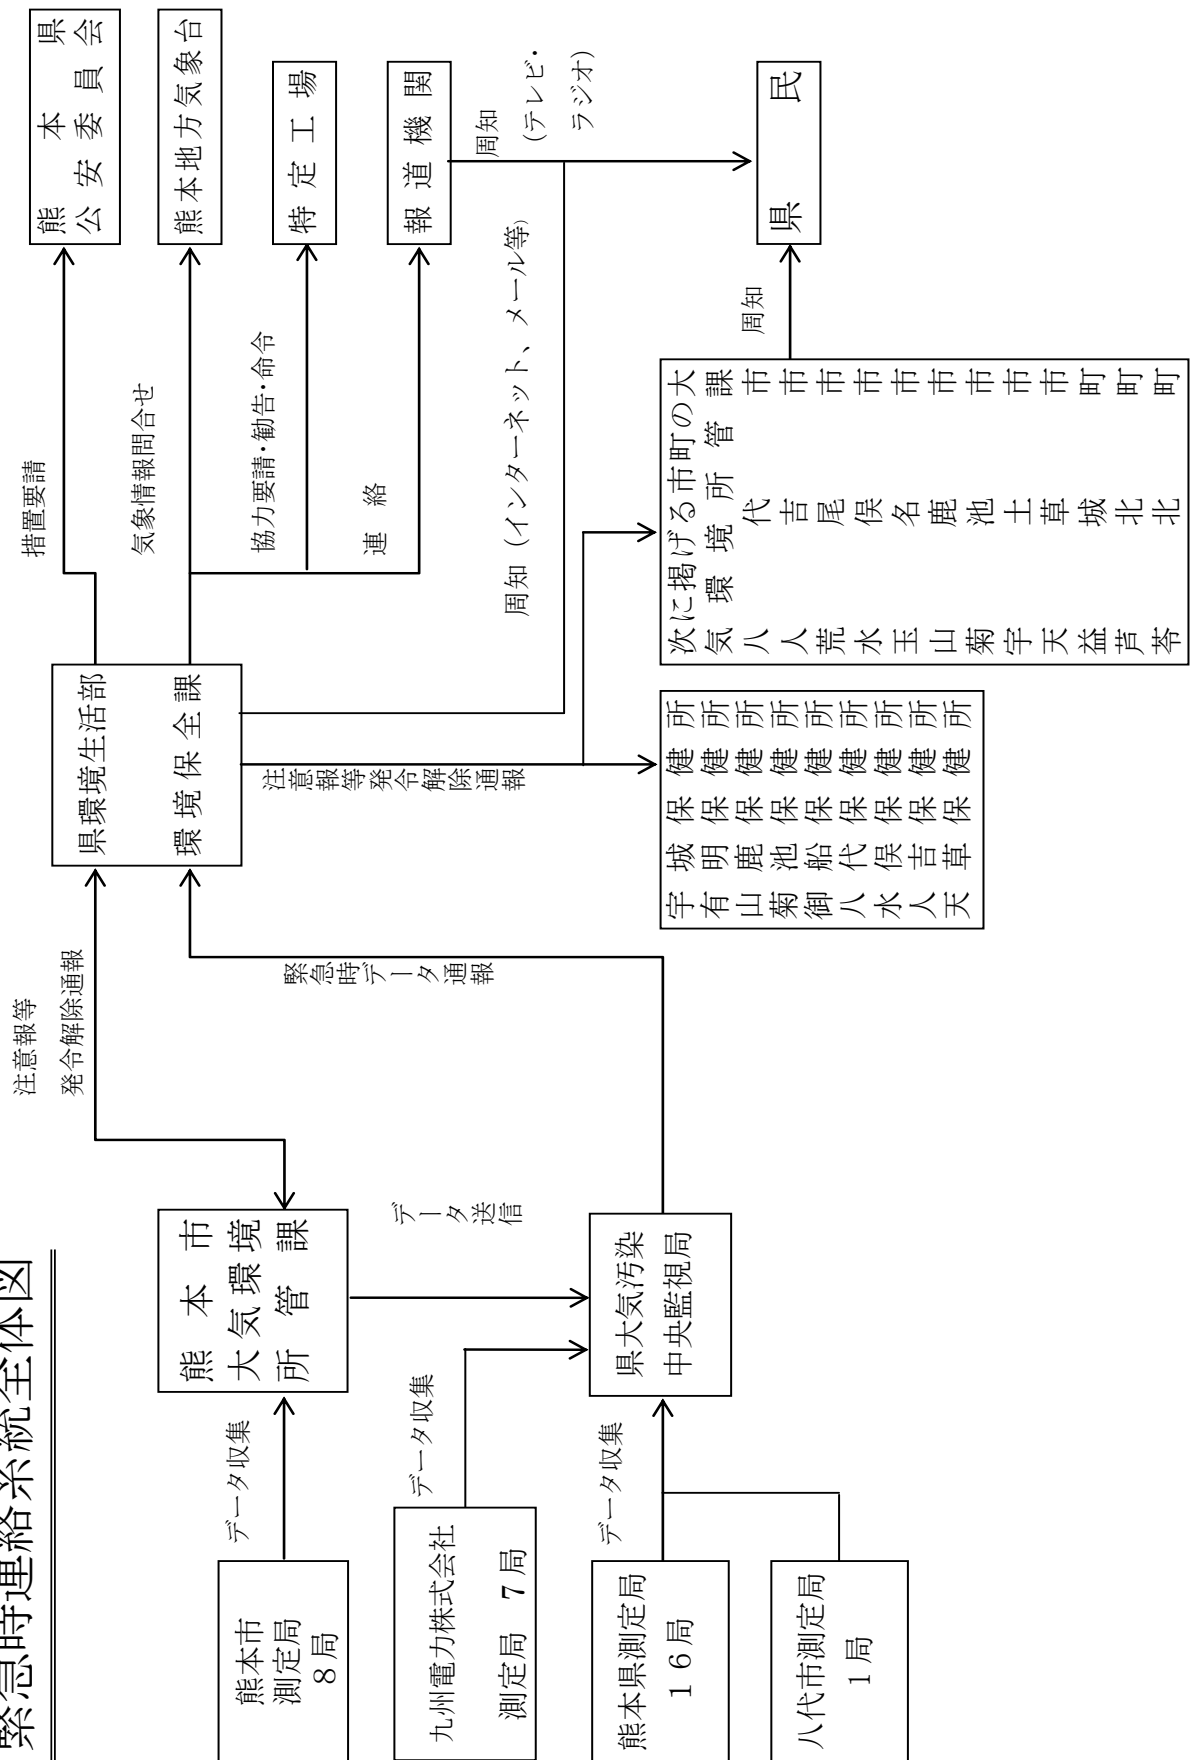 緊急時連絡系統全体図
熊本市
測定局
8局
九州電力株式会社
測定局 7局
熊本県測定局
16局
八代市測定局
1局
データ収集
データ収集
データ収集
熊本市
大気環境
所管課
データ送信
県大気汚染
中央監視局
注意報等
発令解除通報
緊急時データ通報
県環境生活部
環境保全課
注意報等発令解除通報
宇城保健所
有明保健所
山鹿保健所
菊池保健所
御船保健所
八代保健所
水俣保健所
人吉保健所
天草保健所
措置要請
気象情報問合せ
協力要請・勧告・命令
連絡
周知(インターネット、メール等)
次に掲げる市町の大
気環境所管課
八代市
人吉市
荒尾市
水俣市
玉名市
山鹿市
菊池市
宇土市
天草市
益城町
芦北町
苓北町
熊本県
公安委員会
熊本地方気象台
特定工場
報道機関
周知
(テレビ・
ラジオ)
周知
県民